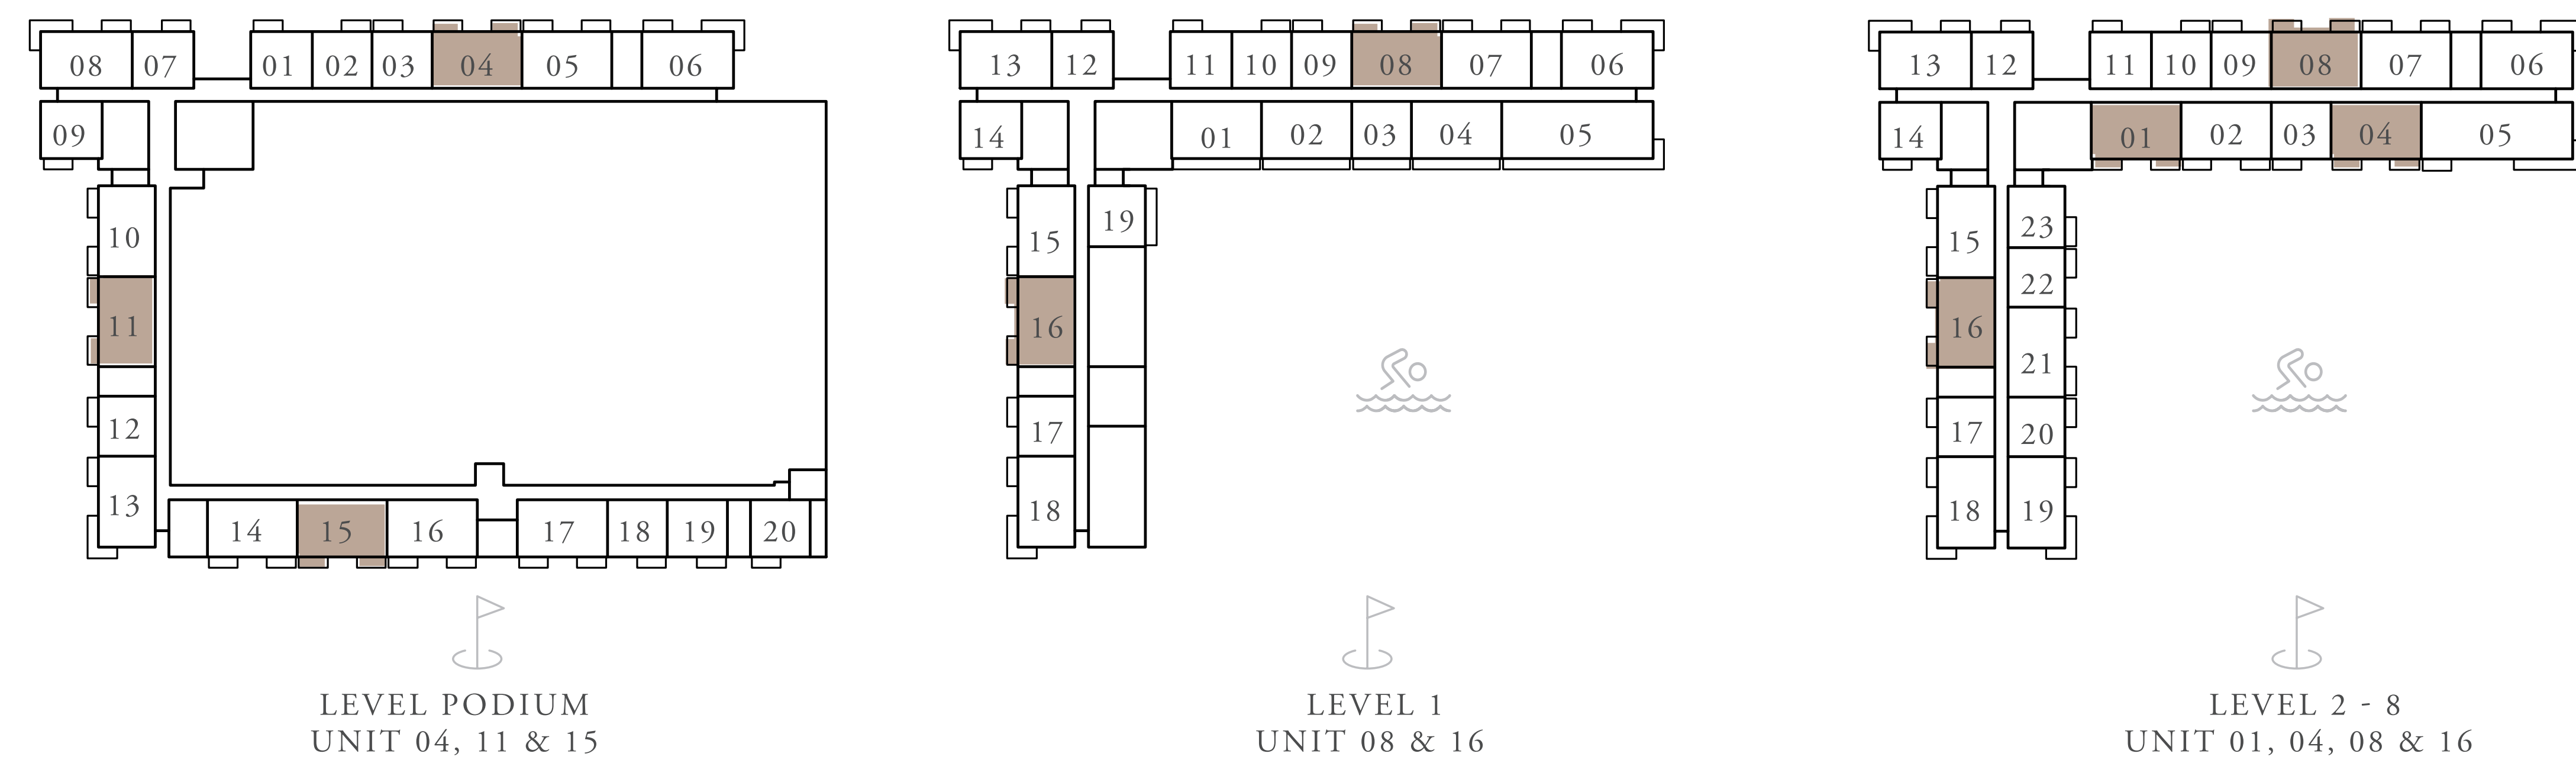 08 07 01 02 03 04 05 06
09
10
11
12
13
14 15 16 17 18 19 20
LEVEL PODIUM
UNIT 04, 11 & 15
13 12 11 10 09 08 07 06
14 01 02 03 04 05
19
15
16
17
18
LEVEL 1
UNIT 08 & 16
13 12 11 10 09 08 07 06
14 01 02 03 04 05
15 23
22
16
21
17 20
18 19
LEVEL 2 - 8
UNIT 01, 04, 08 & 16